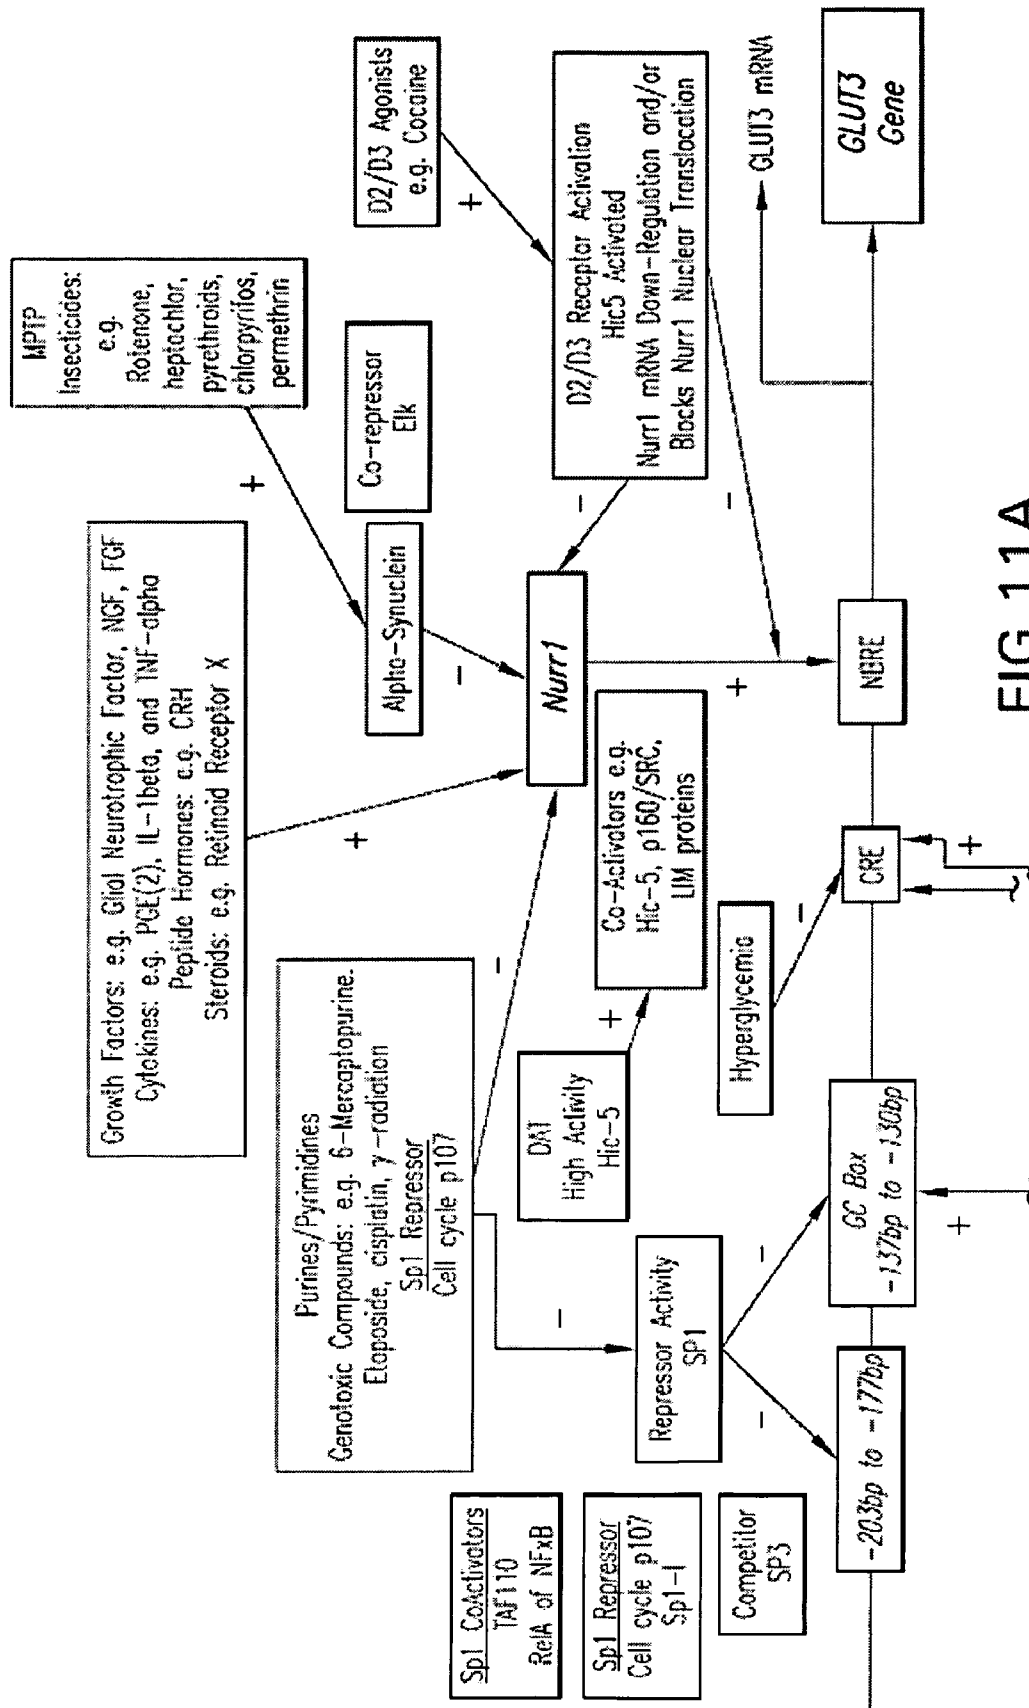 MPTP
Insecticides:
e.g.
Rotenone,
heptachlor,
pyrethroids,
chlorpyrifos,
permethrin
Growth Factors: e.g. Glial Neurotrophic Factor, NGF, FGF
Cytokines: e.g. PGE(2), IL-1beta, and TNF-alpha
Peptide Hormones: e.g. CRH
Steroids: e.g. Retinoid Receptor X
Purines/Pyrimidines
Genotoxic Compounds: e.g. 6-Mercaptopurine.
Etoposide, cisplatin, γ-radiation
Sp1 Repressor
Cell cycle p107
D2/D3 Agonists
e.g. Cocaine
Co-repressor
Elk
Alpha-Synuclein
+
+
+
-
-
-
Sp1 CoActivators
TAF110
RelA of NFxB
DAT
High Activity
Hic-5
+
Nurr1
D2/D3 Receptor Activation
Hic5 Activated
Nurr1 mRNA Down-Regulation and/or
Blocks Nurr1 Nuclear Translocation
-
-
Sp1 Repressor
Cell cycle p107
Sp1-I
Repressor Activity
SP1
Co-Activators e.g.
Hic-5, p160/SRC,
LIM proteins
+
Competitor
SP3
-
-
Hyperglycemia
-
GLUT3 mRNA
-203bp to -177bp
GC Box
-137bp to -130bp
CRE
NBRE
GLUT3
Gene
+
+
FIG.11A